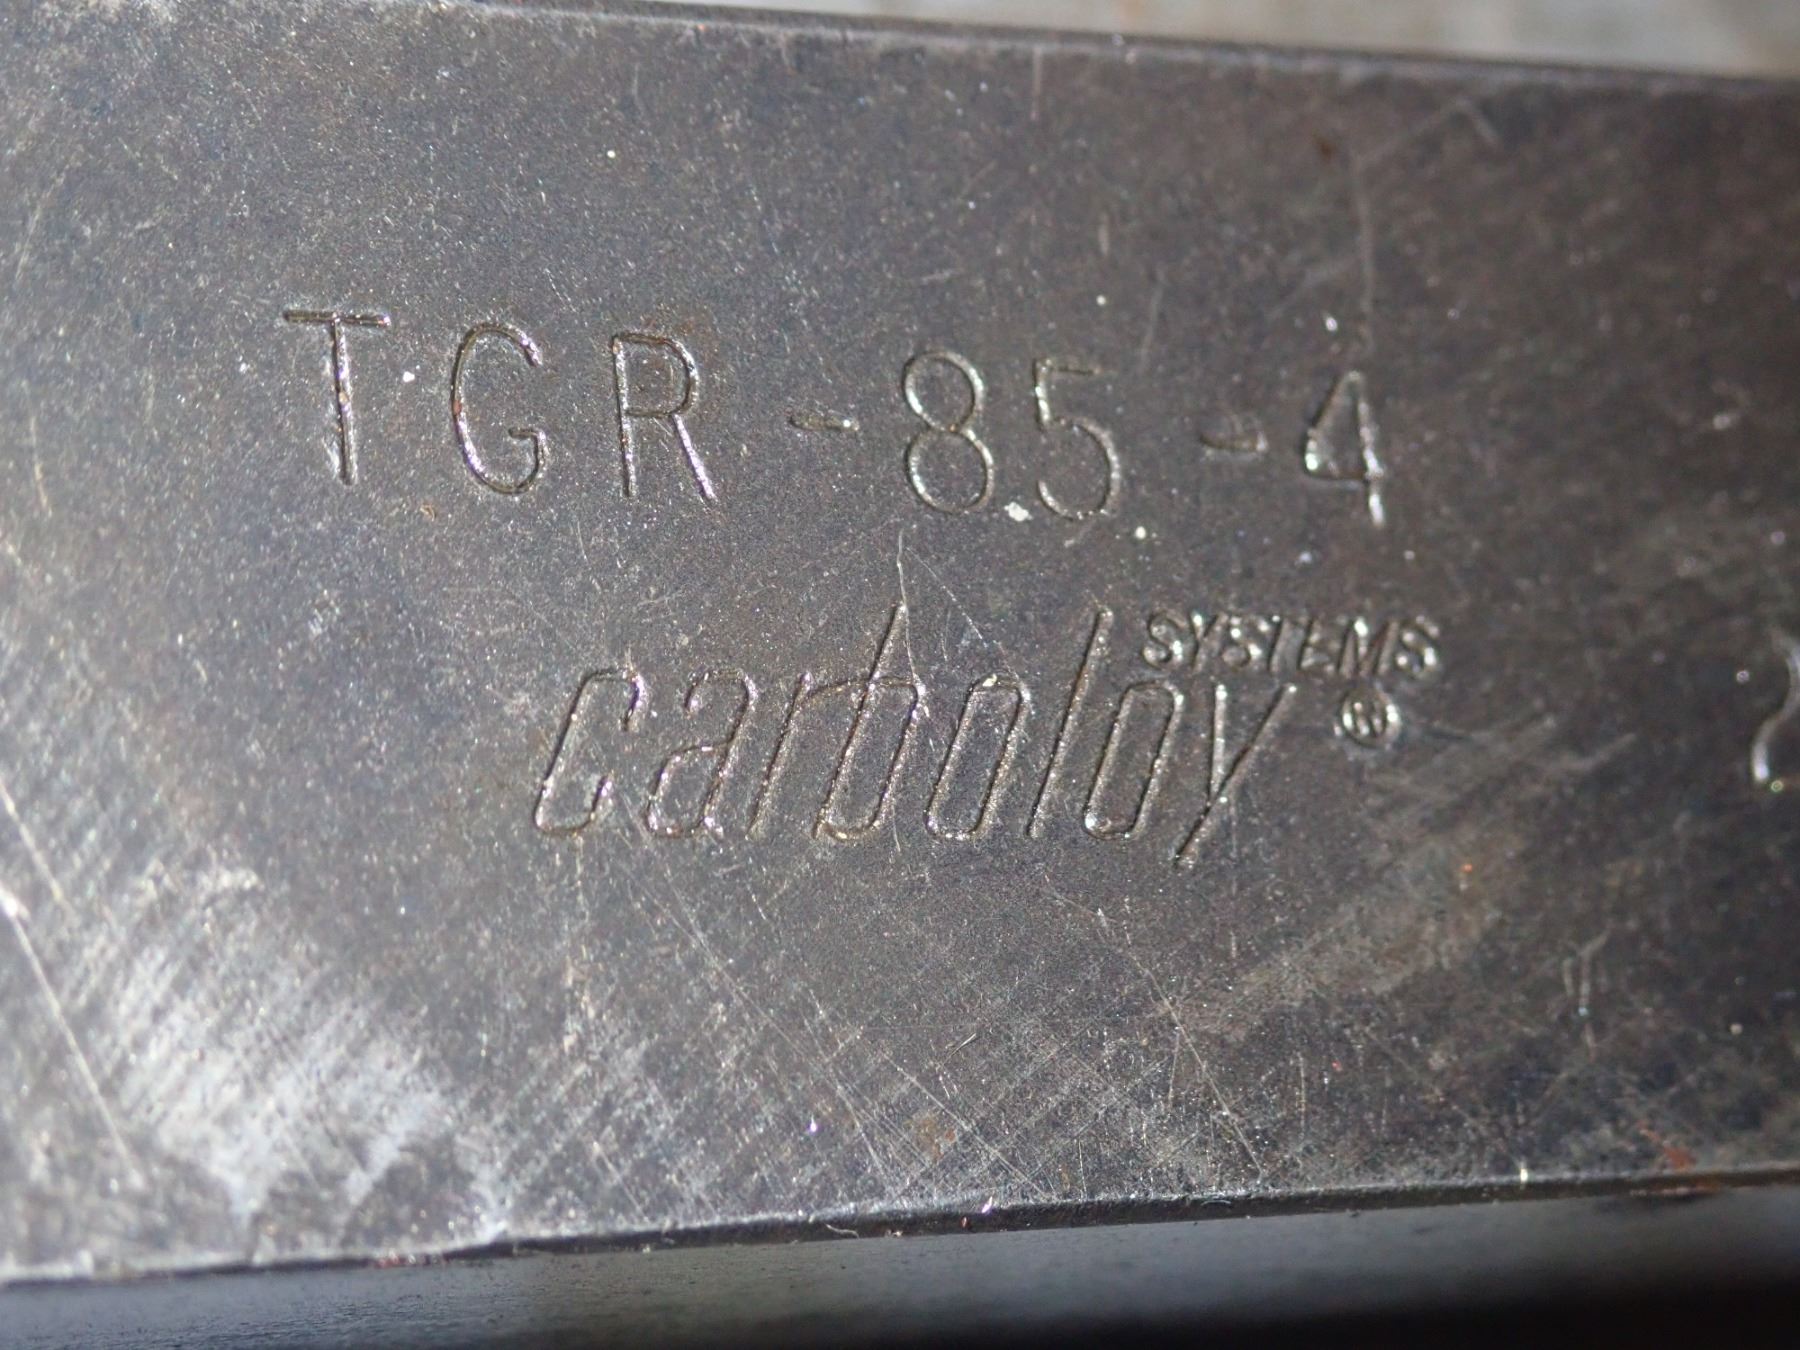 TGR-85-4
carboloy SYSTEMS ®